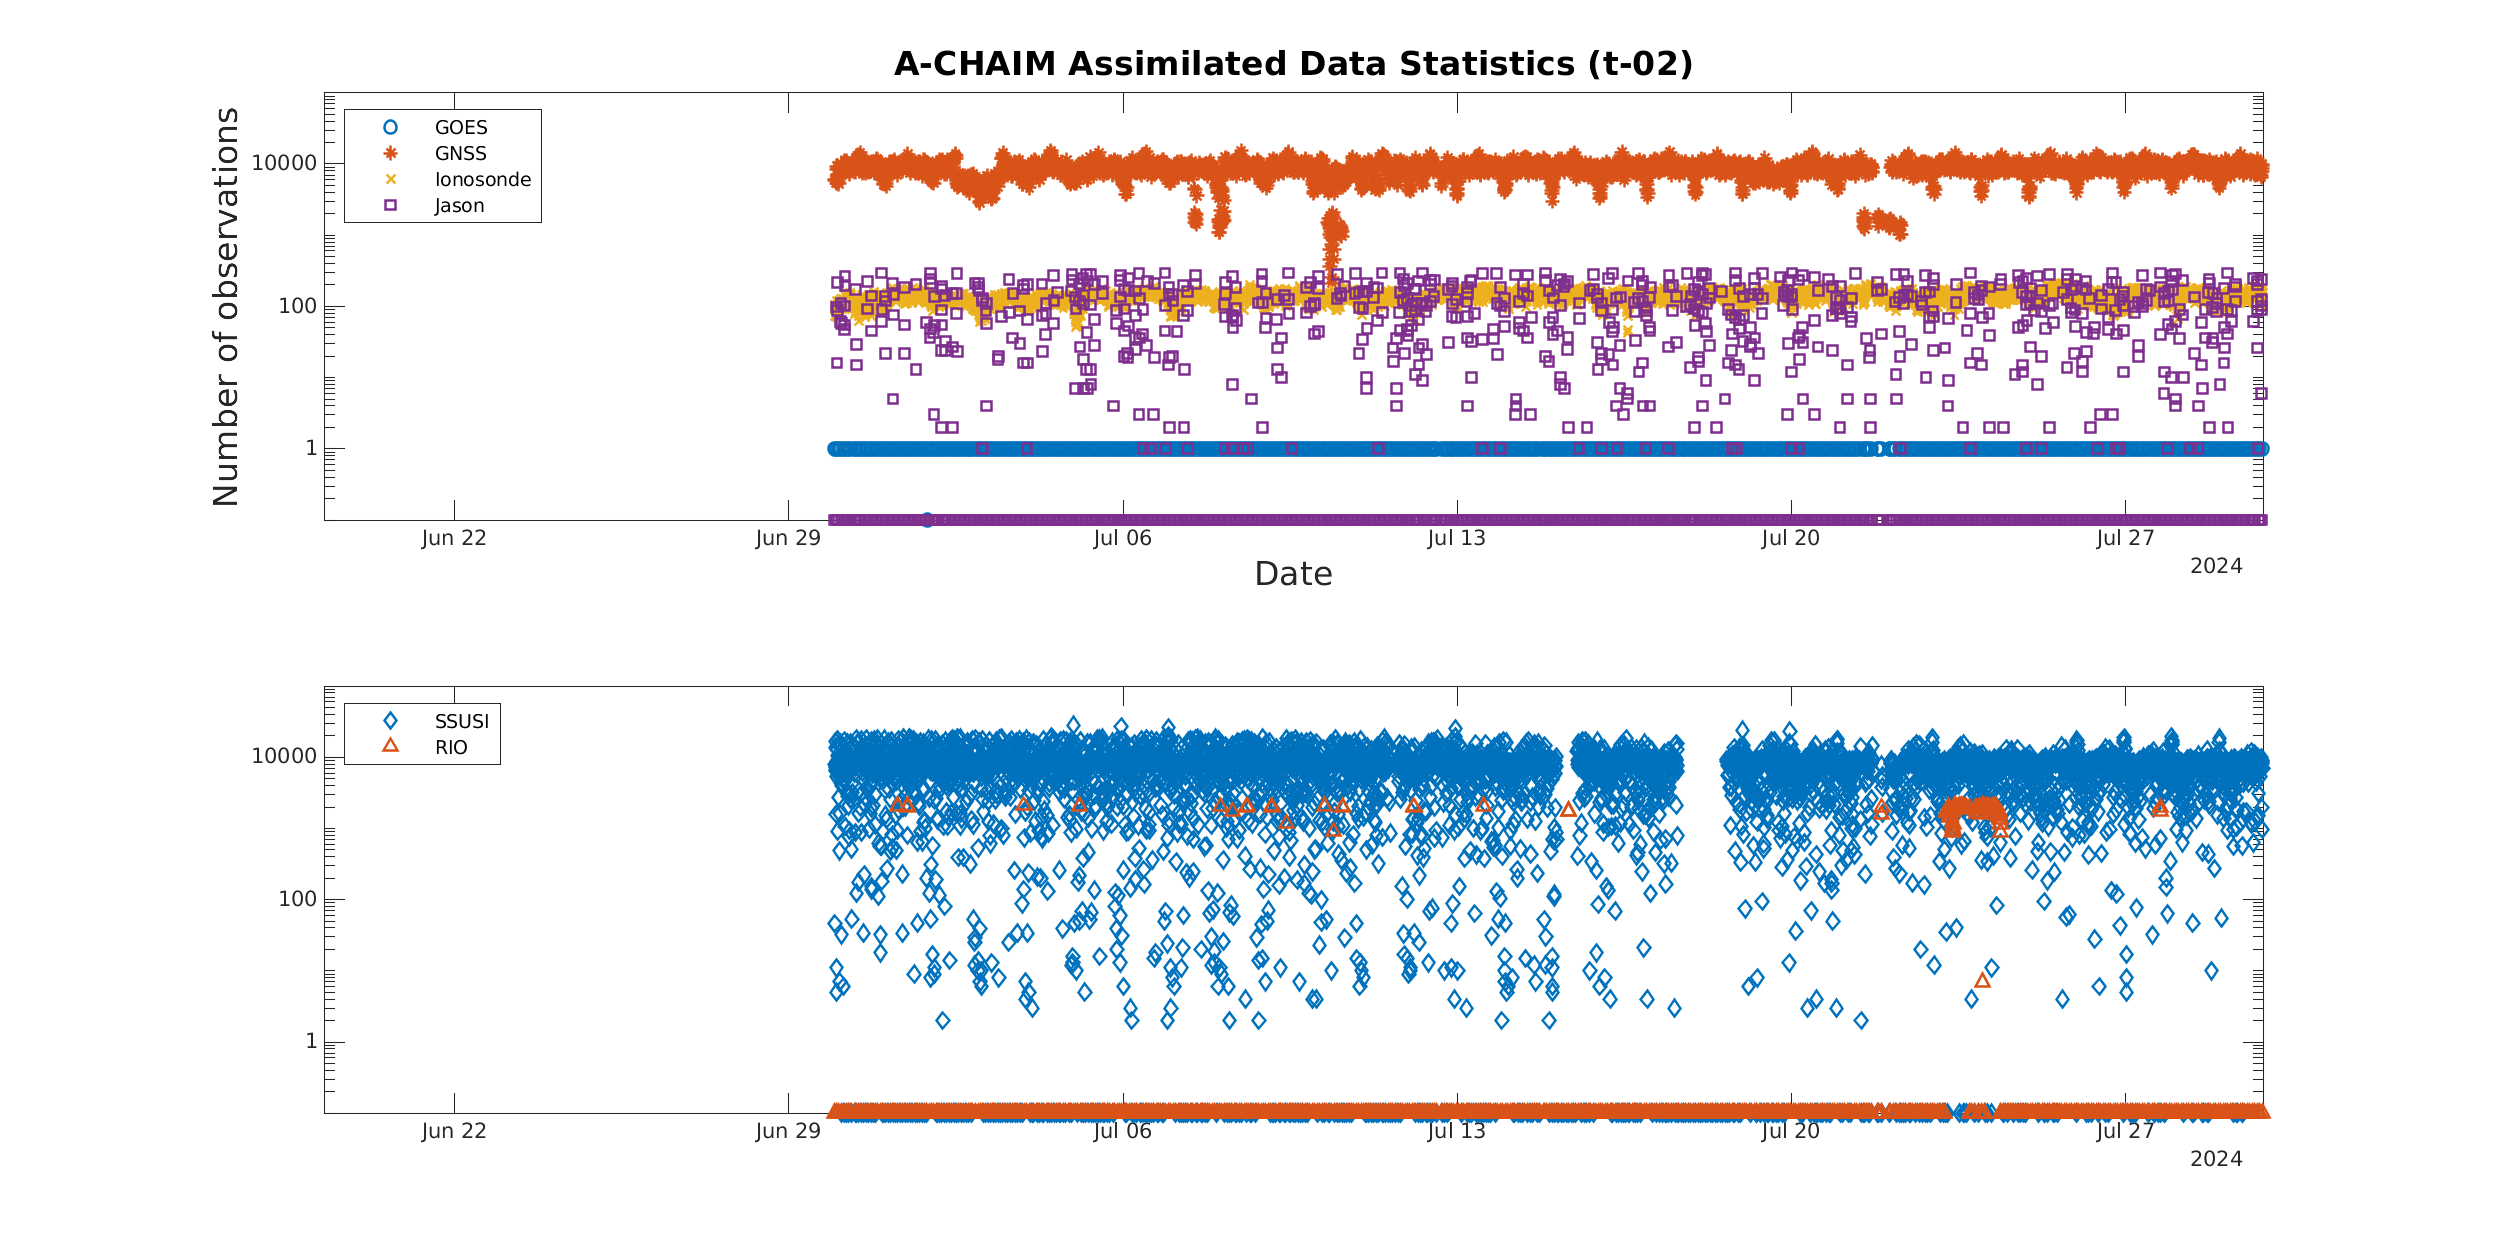 A-CHAIM Assimilated Data Statistics (t-02)
Number of observations
10000
100
1
GOES
GNSS
Ionosonde
Jason
Jun 22
Jun 29
Jul 06
Jul 13
Jul 20
Jul 27
2024
Date
10000
100
1
SSUSI
RIO
Jun 22
Jun 29
Jul 06
Jul 13
Jul 20
Jul 27
2024